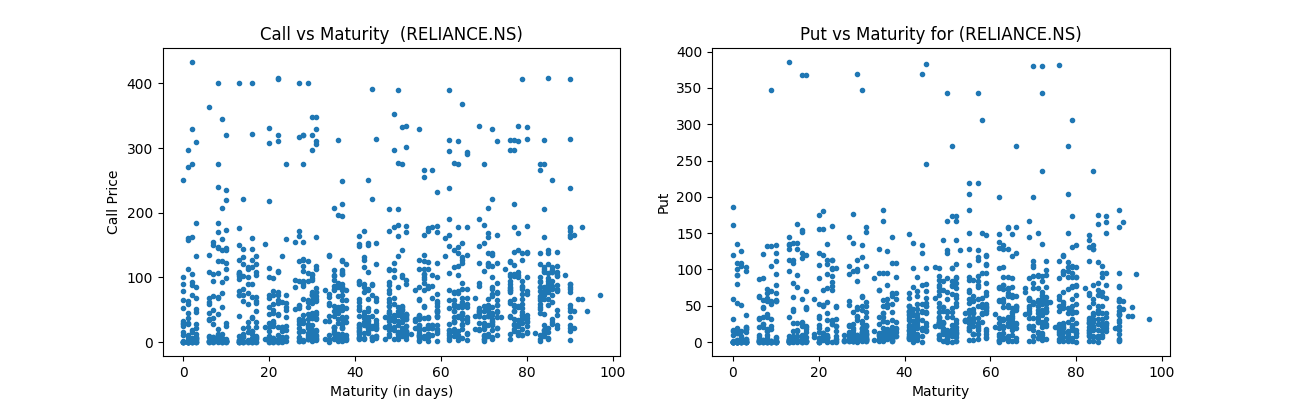 Call vs Maturity  (RELIANCE.NS)
400
300
200
100
0
Call Price
0 20 40 60 80 100
Maturity (in days)
Put vs Maturity for (RELIANCE.NS)
400
350
300
250
200
150
100
50
0
Put
0 20 40 60 80 100
Maturity